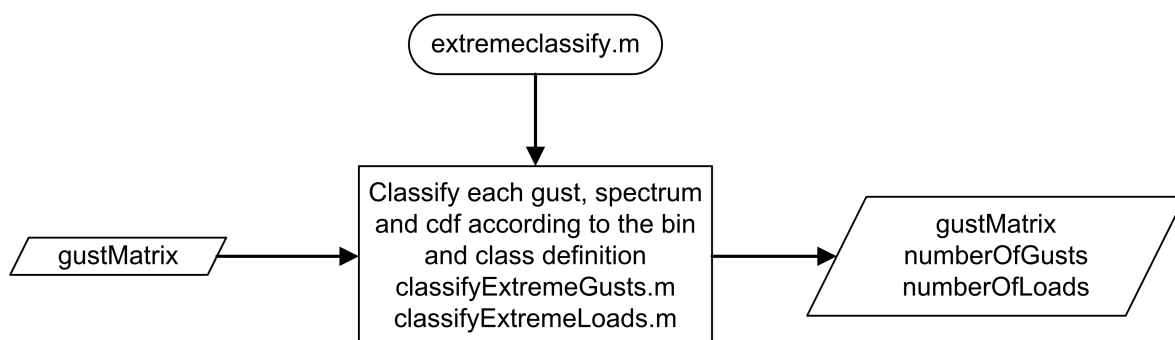 extremeclassify.m
gustMatrix
Classify each gust, spectrum
and cdf according to the bin
and class definition
classifyExtremeGusts.m
classifyExtremeLoads.m
gustMatrix
numberOfGusts
numberOfLoads